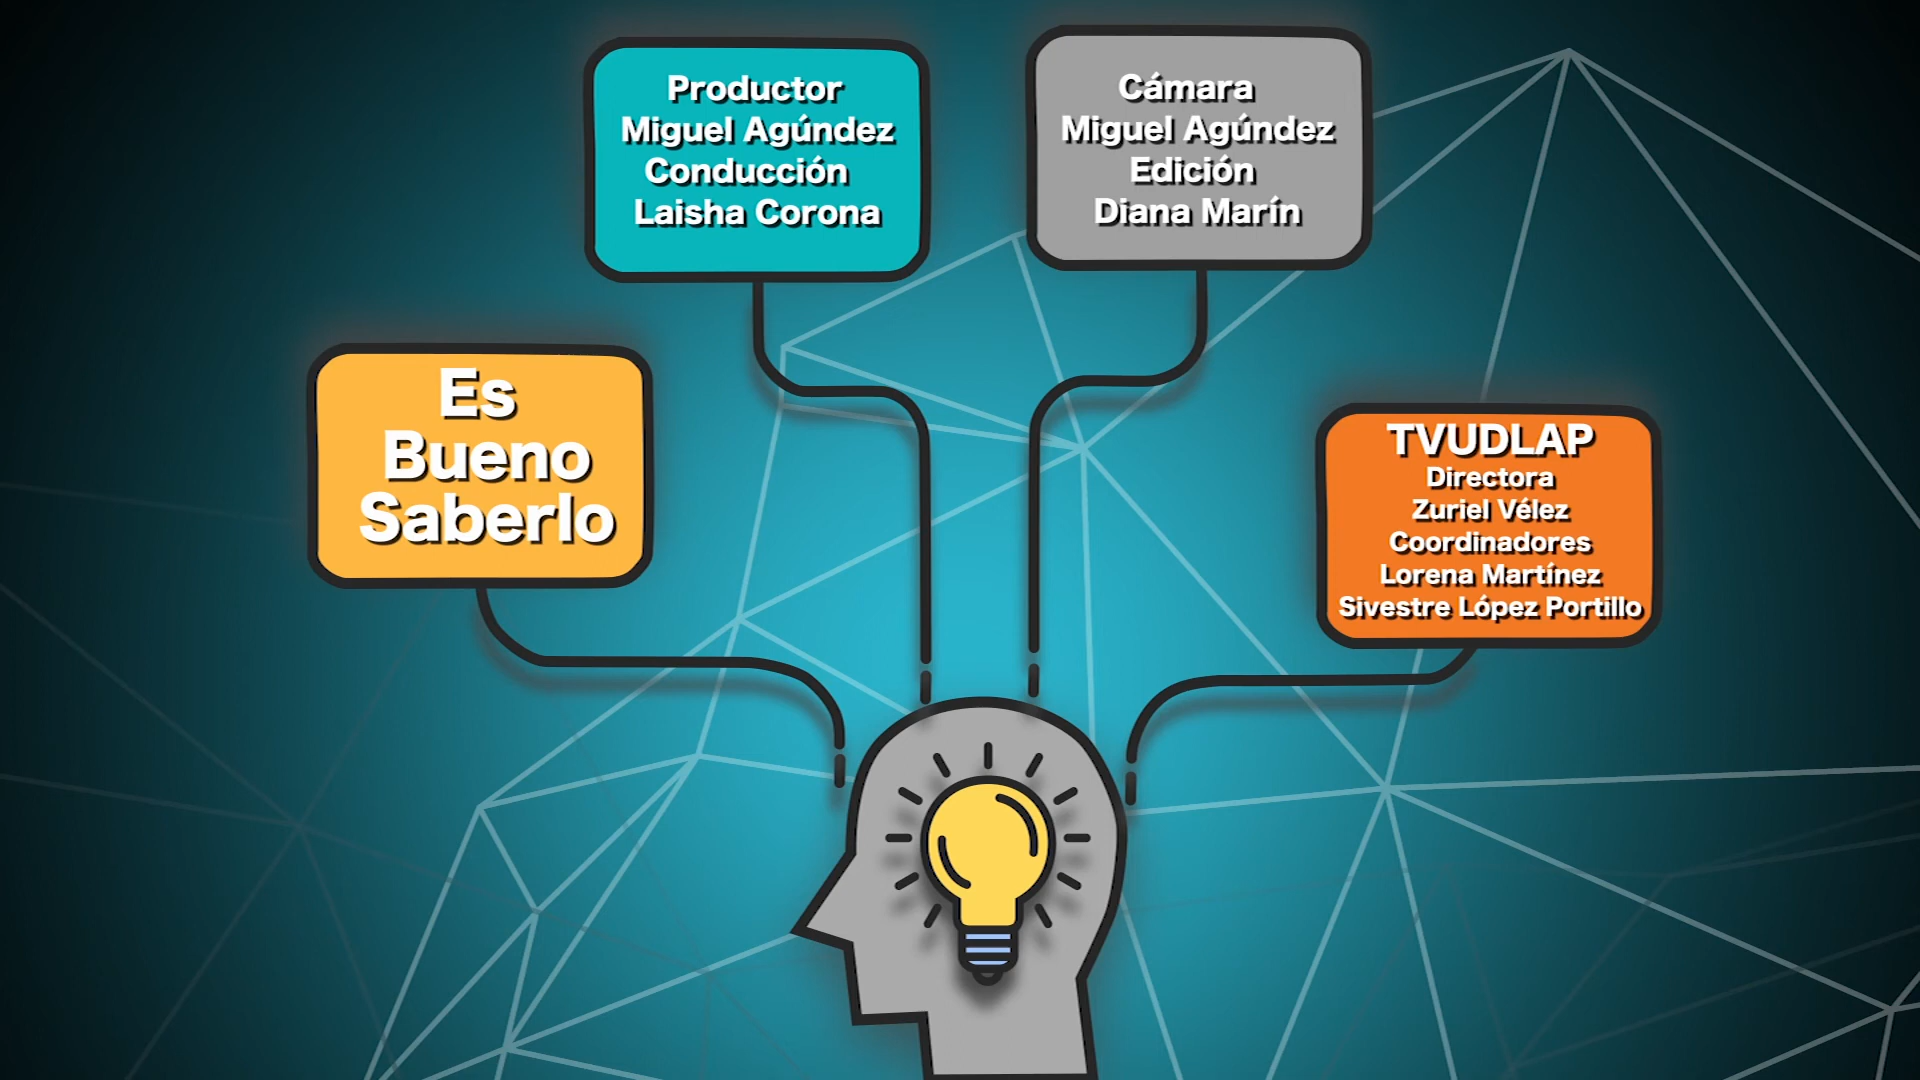 Es
Bueno
Saberlo
Productor
Miguel Agúndez
Conducción
Laisha Corona
Cámara
Miguel Agúndez
Edición
Diana Marín
TVUDLAP
Directora
Zuriel Vélez
Coordinadores
Lorena Martínez
Sivestre López Portillo